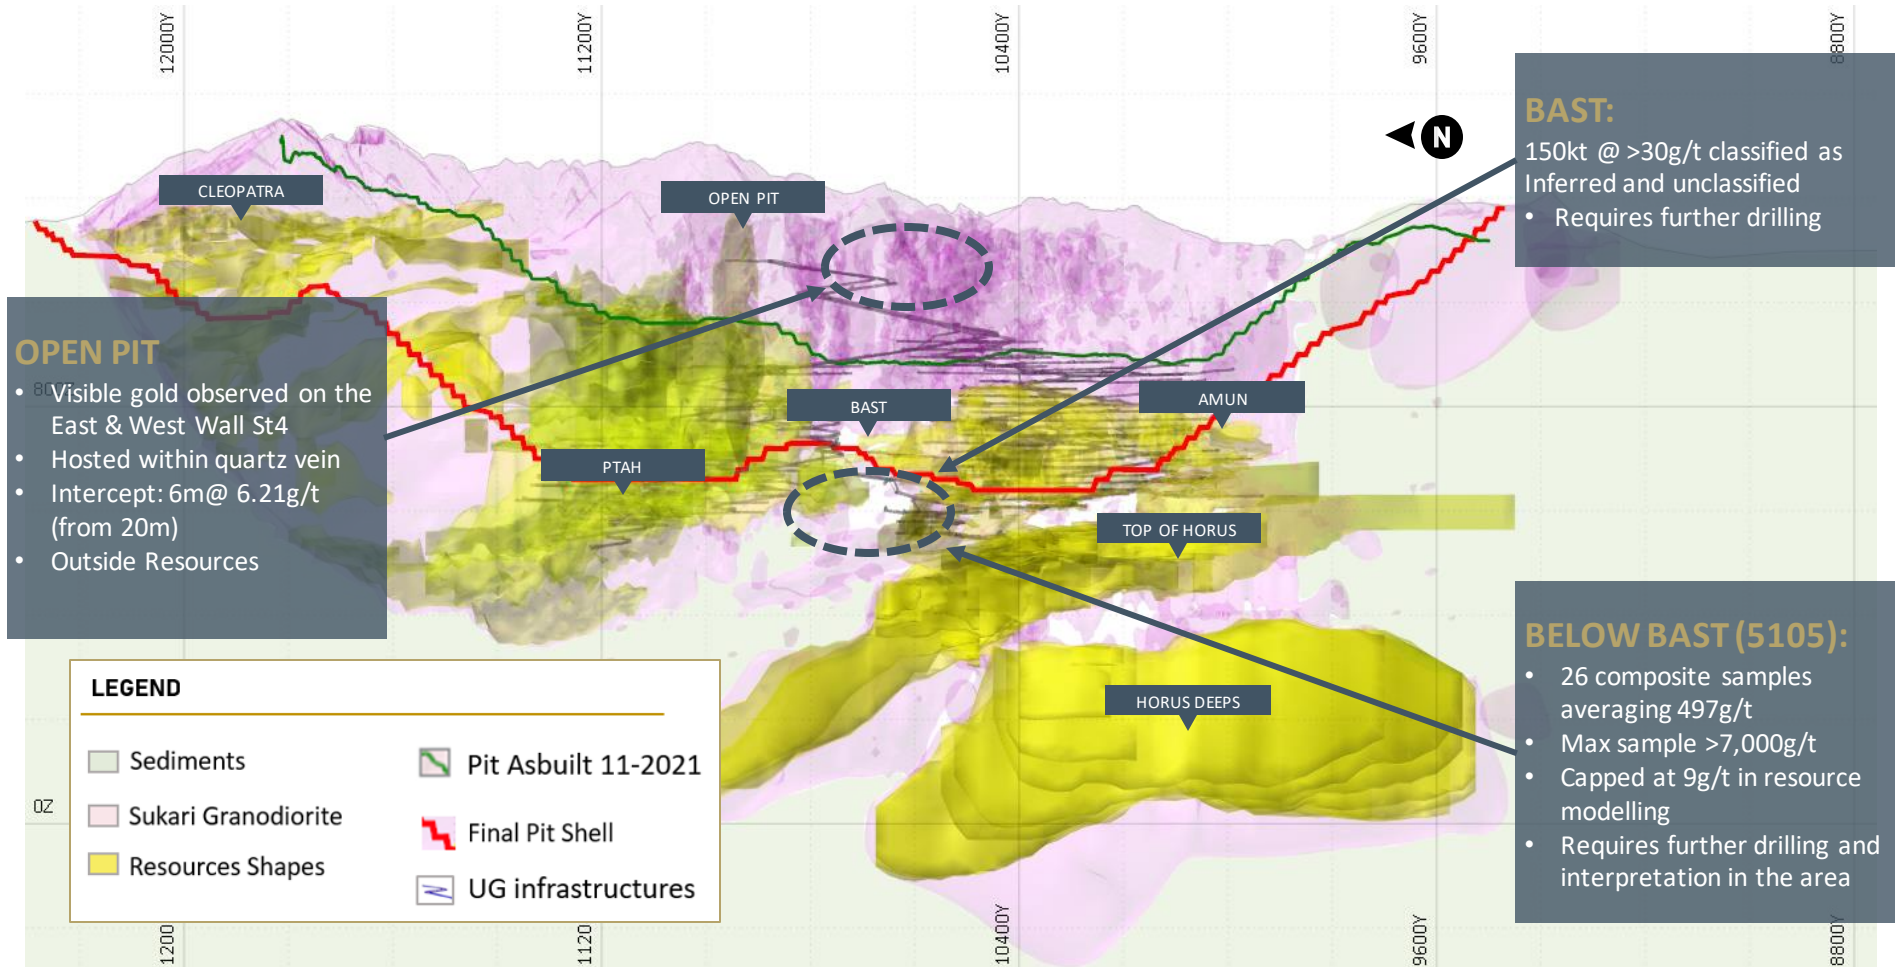 12000Y
11200Y
10400Y
9600Y
8800Y
N
CLEOPATRA
OPEN PIT
BAST
AMUN
PTAH
TOP OF HORUS
HORUS DEEPS
BAST:
150kt @ >30g/t classified as
Inferred and unclassified
• Requires further drilling
OPEN PIT
• Visible gold observed on the
East & West Wall St4
• Hosted within quartz vein
• Intercept: 6m@ 6.21g/t
(from 20m)
• Outside Resources
BELOW BAST (5105):
• 26 composite samples
averaging 497g/t
• Max sample >7,000g/t
• Capped at 9g/t in resource
modelling
• Requires further drilling and
interpretation in the area
LEGEND
Sediments
Sukari Granodiorite
Resources Shapes
Pit Asbuilt 11-2021
Final Pit Shell
UG infrastructures
0Z
1200
1120
10400Y
9600Y
8800Y